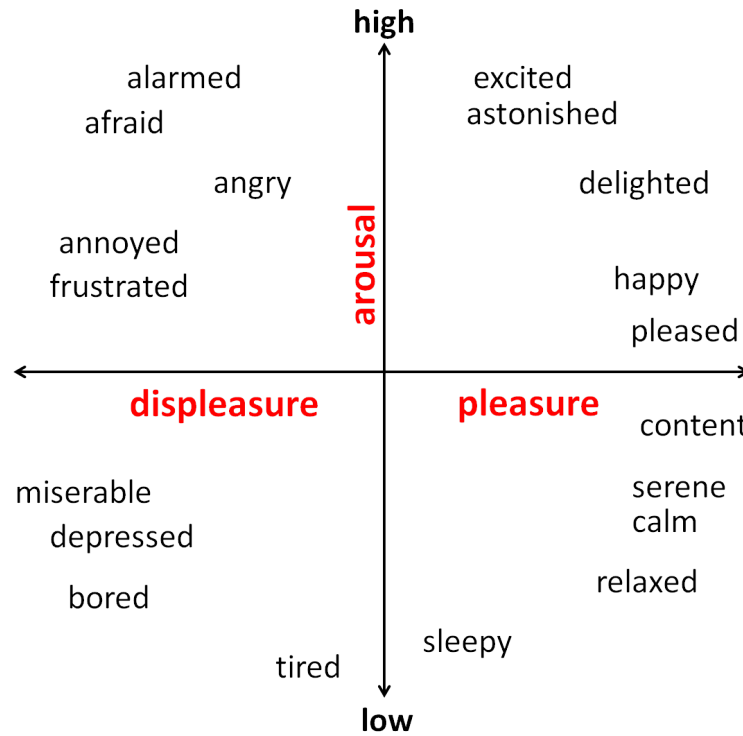 high
alarmed
excited
afraid
astonished
angry
delighted
arousal
annoyed
happy
frustrated
pleased
displeasure
pleasure
content
miserable
serene
calm
depressed
relaxed
bored
sleepy
tired
low